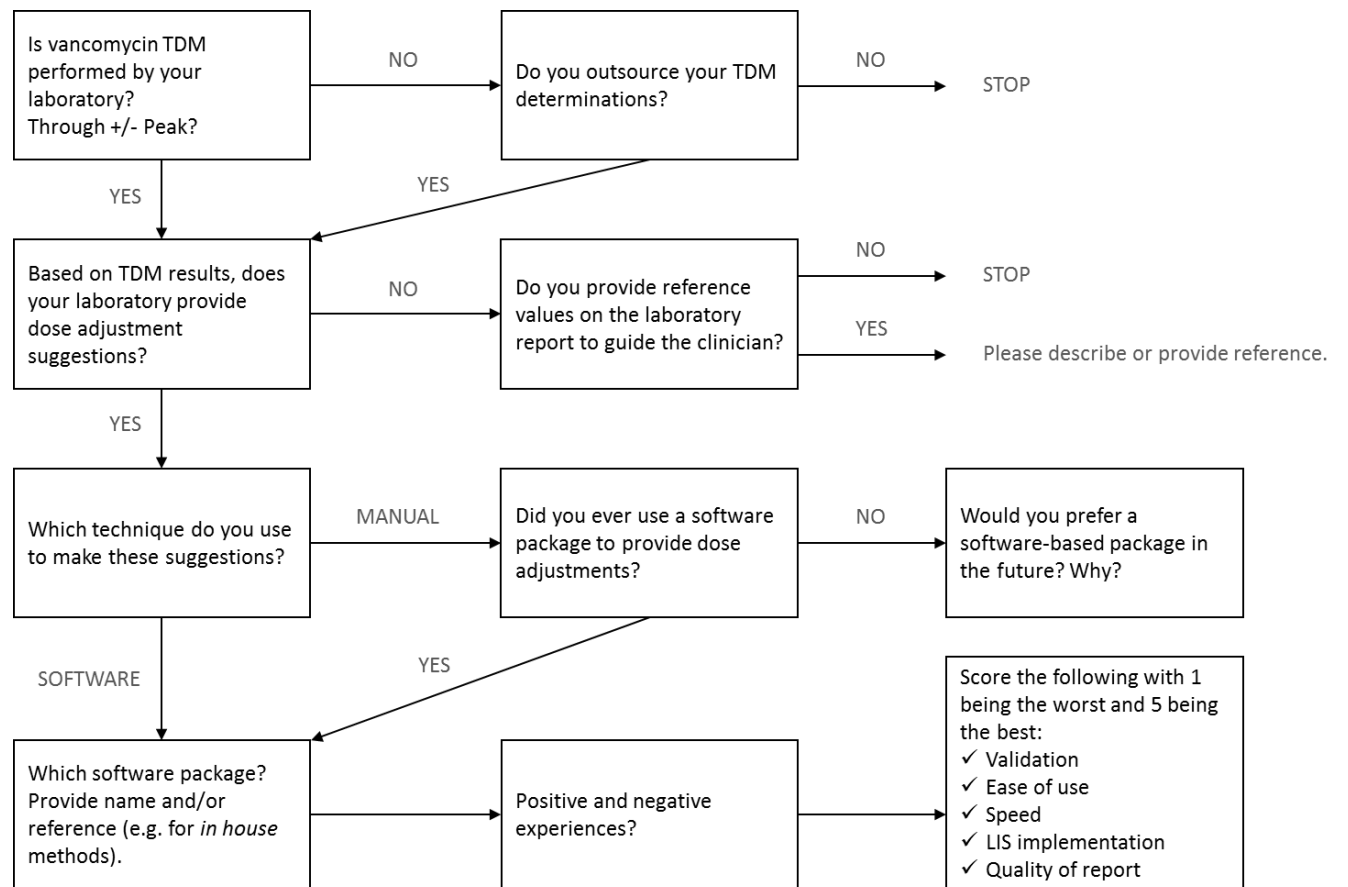 Is vancomycin TDM
performed by your
laboratory?
Through +/- Peak?
NO
Do you outsource your TDM
determinations?
NO
STOP
YES
YES
Based on TDM results, does
your laboratory provide
dose adjustment
suggestions?
NO
Do you provide reference
values on the laboratory
report to guide the clinician?
NO
STOP
YES
Please describe or provide reference.
YES
Which technique do you use
to make these suggestions?
MANUAL
Did you ever use a software
package to provide dose
adjustments?
NO
Would you prefer a
software-based package in
the future? Why?
SOFTWARE
YES
Which software package?
Provide name and/or
reference (e.g. for in house
methods).
Positive and negative
experiences?
Score the following with 1
being the worst and 5 being
the best:
✓ Validation
✓ Ease of use
✓ Speed
✓ LIS implementation
✓ Quality of report